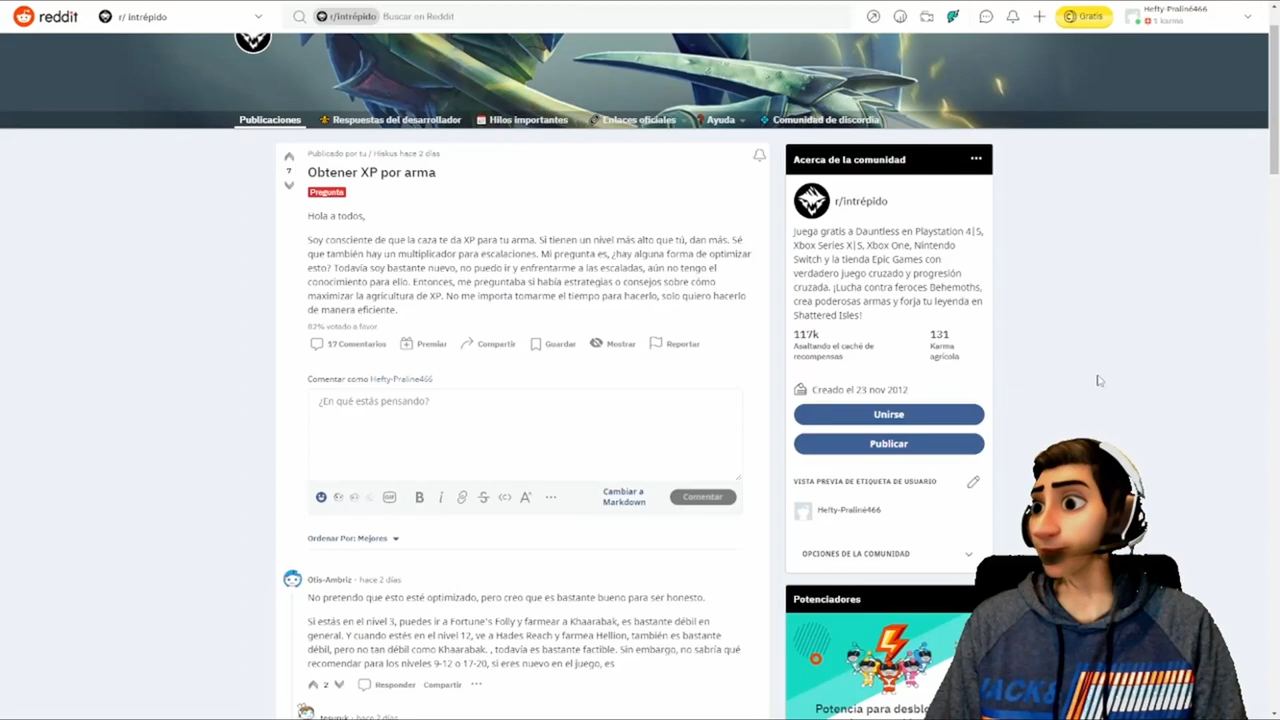 reddit
r/ intrépido
r/intrépido
Buscar en Reddit
Gratis
Hefty-Praliné466
1 karma
Publicaciones
Respuestas del desarrollador
Hilos importantes
Enlaces oficiales
Ayuda
Comunidad de discordia
Publicado por tu / Hiskus hace 2 días
7
Obtener XP por arma
Pregunta
Hola a todos,
Soy consciente de que la caza te da XP para tu arma. Si tienen un nivel más alto que tú, dan más. Sé
que también hay un multiplicador para escalaciones. Mi pregunta es, ¿hay alguna forma de optimizar
esto? Todavía soy bastante nuevo, no puedo ir y enfrentarme a las escaladas, aún no tengo el
conocimiento para ello. Entonces, me preguntaba si había estrategias o consejos sobre cómo
maximizar la agricultura de XP. No me importa tomarme el tiempo para hacerlo, solo quiero hacerlo
de manera eficiente.
82% votado a favor
17 Comentarios
Premiar
Compartir
Guardar
Mostrar
Reportar
Comentar como Hefty-Praline466
¿En qué estás pensando?
GIF
B
i
S
A
Cambiar a
Markdown
Comentar
Ordenar Por: Mejores
Otis-Ambriz · hace 2 días
No pretendo que esto esté optimizado, pero creo que es bastante bueno para ser honesto.
Si estás en el nivel 3, puedes ir a Fortune's Folly y farmear a Khaarabak, es bastante débil en
general. Y cuando estés en el nivel 12, ve a Hades Reach y farmea Hellion, también es bastante
débil, pero no tan débil como Khaarabak. , todavía es bastante factible. Sin embargo, no sabría qué
recomendar para los niveles 9-12 o 17-20, si eres nuevo en el juego, es
2
Responder
Compartir
hace 2 días
Acerca de la comunidad
r/intrépido
Juega gratis a Dauntless en Playstation 4|5,
Xbox Series X|S, Xbox One, Nintendo
Switch y la tienda Epic Games con
verdadero juego cruzado y progresión
cruzada. ¡Lucha contra feroces Behemoths,
crea poderosas armas y forja tu leyenda en
Shattered Isles!
117k
131
Asaltando el caché de
recompensas
Karma
agrícola
Creado el 23 nov 2012
Unirse
Publicar
VISTA PREVIA DE ETIQUETA DE USUARIO
Hefty-Praliné466
OPCIONES DE LA COMUNIDAD
Potenciadores
Potencia para desblo